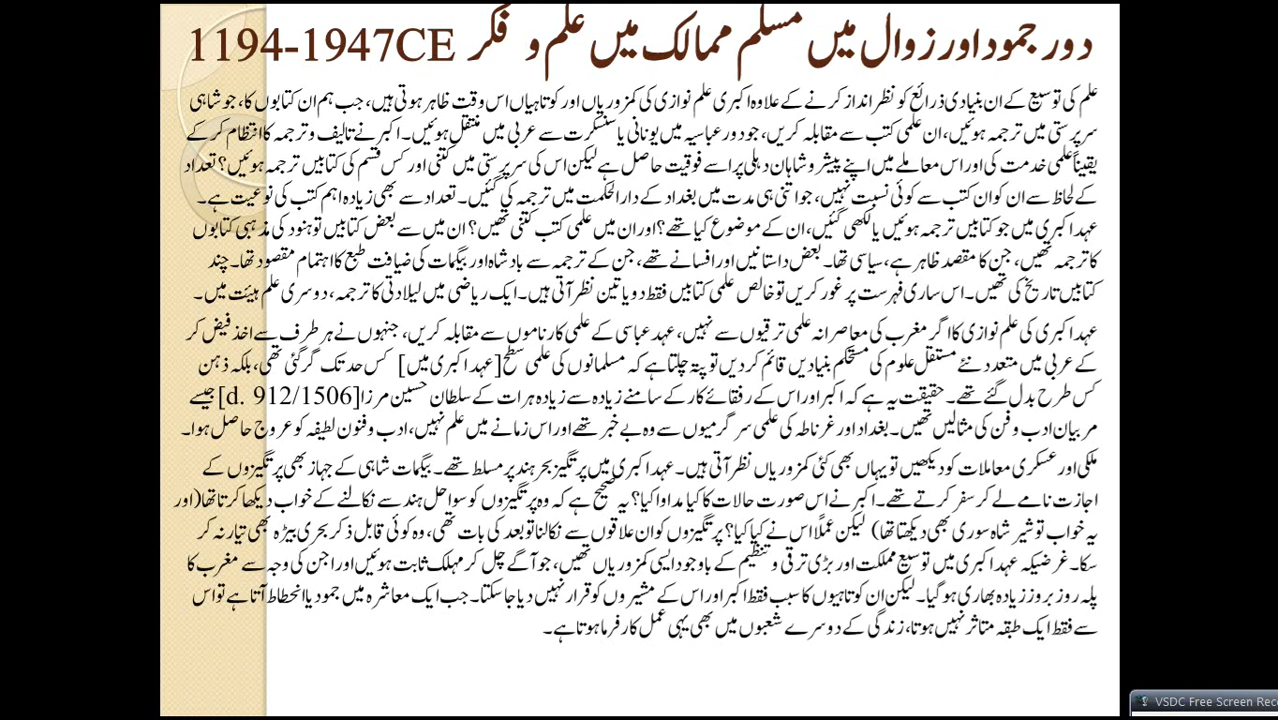 دور جمود اور زوال میں مسلم ممالک میں علم و فکر 1194-1947CE
علم کی توسیع کے ان بنیادی ذرائع کو نظر انداز کرنے کے علاوہ اکبری علم نوازی کی کمزوریاں اور کوتاہیاں اس وقت ظاہر ہوتی ہیں، جب ہم ان کتابوں کا، جو شاہی
سرپرستی میں ترجمہ ہوئیں، ان علمی کتب سے مقابلہ کریں، جو دور عباسیہ میں یونانی یا سنسکرت سے عربی میں منتقل ہوئیں۔ اکبر نے تالیف و ترجمہ کا انتظام کر کے
یقیناً علمی خدمت کی اور اس معاملے میں اپنے پیشرو شاہان دہلی پر اسے فوقیت حاصل ہے لیکن اس کی سرپرستی میں کتنی اور کس قسم کی کتابیں ترجمہ ہوئیں؟ تعداد
کے لحاظ سے ان کو ان کتب سے کوئی نسبت نہیں، جو اتنی ہی مدت میں بغداد کے دارالحکمت میں ترجمہ کی گئیں۔ تعداد سے بھی زیادہ اہم کتب کی نوعیت ہے۔
عہد اکبری میں جو کتابیں ترجمہ ہوئیں یا لکھی گئیں، ان کے موضوع کیا تھے؟ اور ان میں علمی کتب کتنی تھیں؟ ان میں سے بعض کتابیں تو ہنود کی مذہبی کتابوں
کا ترجمہ تھیں، جن کا مقصد ظاہر ہے، سیاسی تھا۔ بعض داستانیں اور افسانے تھے، جن کے ترجمہ سے بادشاہ اور بیگمات کی ضیافت طبع کا اہتمام مقصود تھا۔ چند
کتابیں تاریخ کی تھیں۔ اس ساری فہرست پر غور کریں تو خالص علمی کتابیں فقط دو یا تین نظر آتی ہیں۔ ایک ریاضی میں لیلا دتی کا ترجمہ، دوسری علم ہیئت میں۔
عہد اکبری کی علم نوازی کا اگر مغرب کی معاصرانہ علمی ترقیوں سے نہیں، عہد عباسی کے علمی کارناموں سے مقابلہ کریں، جنہوں نے ہر طرف سے اخذ فیض کر
کے عربی میں متعدد نئے مستقل علوم کی مستحکم بنیادیں قائم کر دیں تو پتہ چلتا ہے کہ مسلمانوں کی علمی سطح [عہد اکبری میں] کس حد تک گر گئی تھی، بلکہ ذہن
کس طرح بدل گئے تھے۔ حقیقت یہ ہے کہ اکبر اور اس کے رفقائے کار کے سامنے زیادہ سے زیادہ ہرات کے سلطان حسین مرزا [d. 912/1506] جیسے
مربیان ادب و فن کی مثالیں تھیں۔ بغداد اور غرناطہ کی علمی سرگرمیوں سے وہ بے خبر تھے اور اس زمانے میں علم نہیں، ادب و فنون لطیفہ کو عروج حاصل ہوا۔
ملکی اور عسکری معاملات کو دیکھیں تو یہاں بھی کئی کمزوریاں نظر آتی ہیں۔ عہد اکبری میں پرتگیز بحر ہند پر مسلط تھے۔ بیگمات شاہی کے جہاز بھی پرتگیزوں کے
اجازت نامے لے کر سفر کرتے تھے۔ اکبر نے اس صورت حالات کا کیا مداوا کیا؟ یہ صحیح ہے کہ وہ پرتگیزوں کو سواحل ہند سے نکالنے کے خواب دیکھا کرتا تھا (اور
یہ خواب تو شیر شاہ سوری بھی دیکھتا تھا) لیکن عملاً اس نے کیا کیا؟ پرتگیزوں کو ان علاقوں سے نکالنا تو بعد کی بات تھی، وہ کوئی قابل ذکر بحری بیڑہ بھی تیار نہ کر
سکا۔ غرضیکہ عہد اکبری میں توسیع مملکت اور بڑی ترقی و تنظیم کے باوجود ایسی کمزوریاں تھیں، جو آگے چل کر مہلک ثابت ہوئیں اور اجن کی وجہ سے مغرب کا
پلہ روز بروز زیادہ بھاری ہو گیا۔ لیکن ان کوتاہیوں کا سبب فقط اکبر اور اس کے مشیروں کو قرار نہیں دیا جا سکتا۔ جب ایک معاشرہ میں جمود یا انحطاط آتا ہے تو اس
سے فقط ایک طبقہ متاثر نہیں ہوتا، زندگی کے دوسرے شعبوں میں بھی یہی عمل کارفرما ہوتا ہے۔
VSDC Free Screen Rec